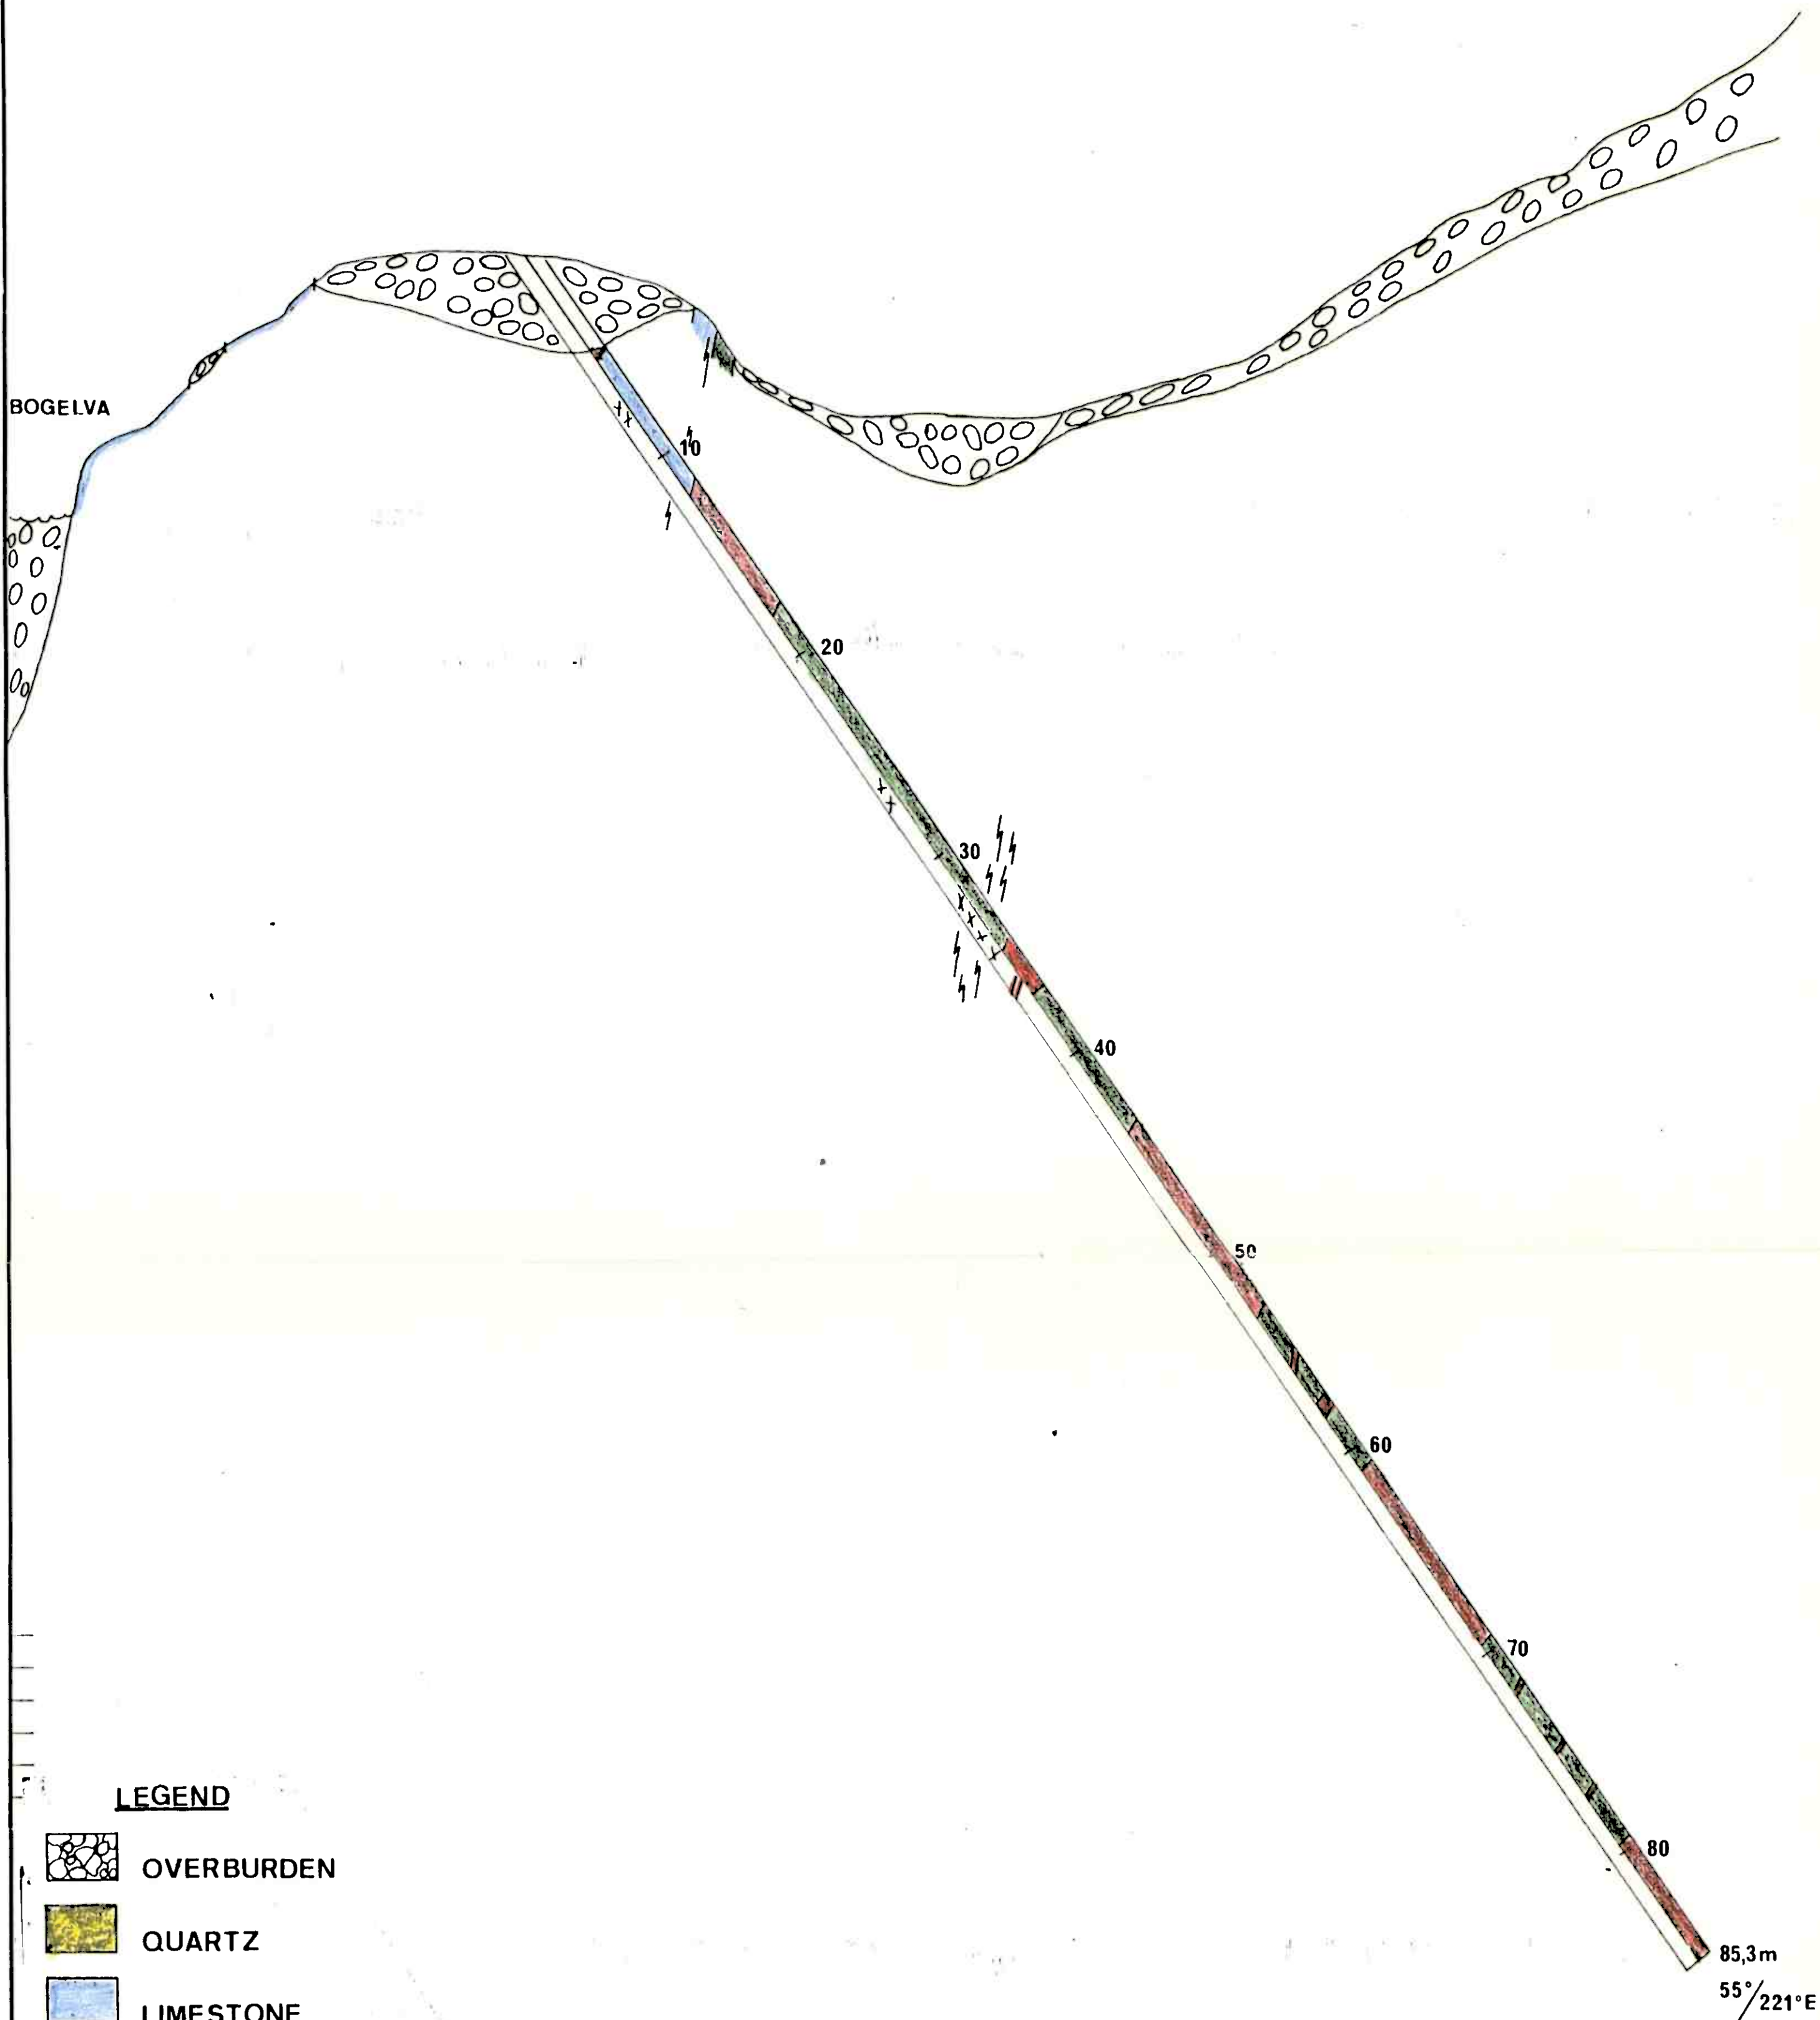 BOGELVA
10
20
30
40
50
60
70
80
85,3m
55°/221°E
LEGEND
OVERBURDEN
QUARTZ
LIMESTONE